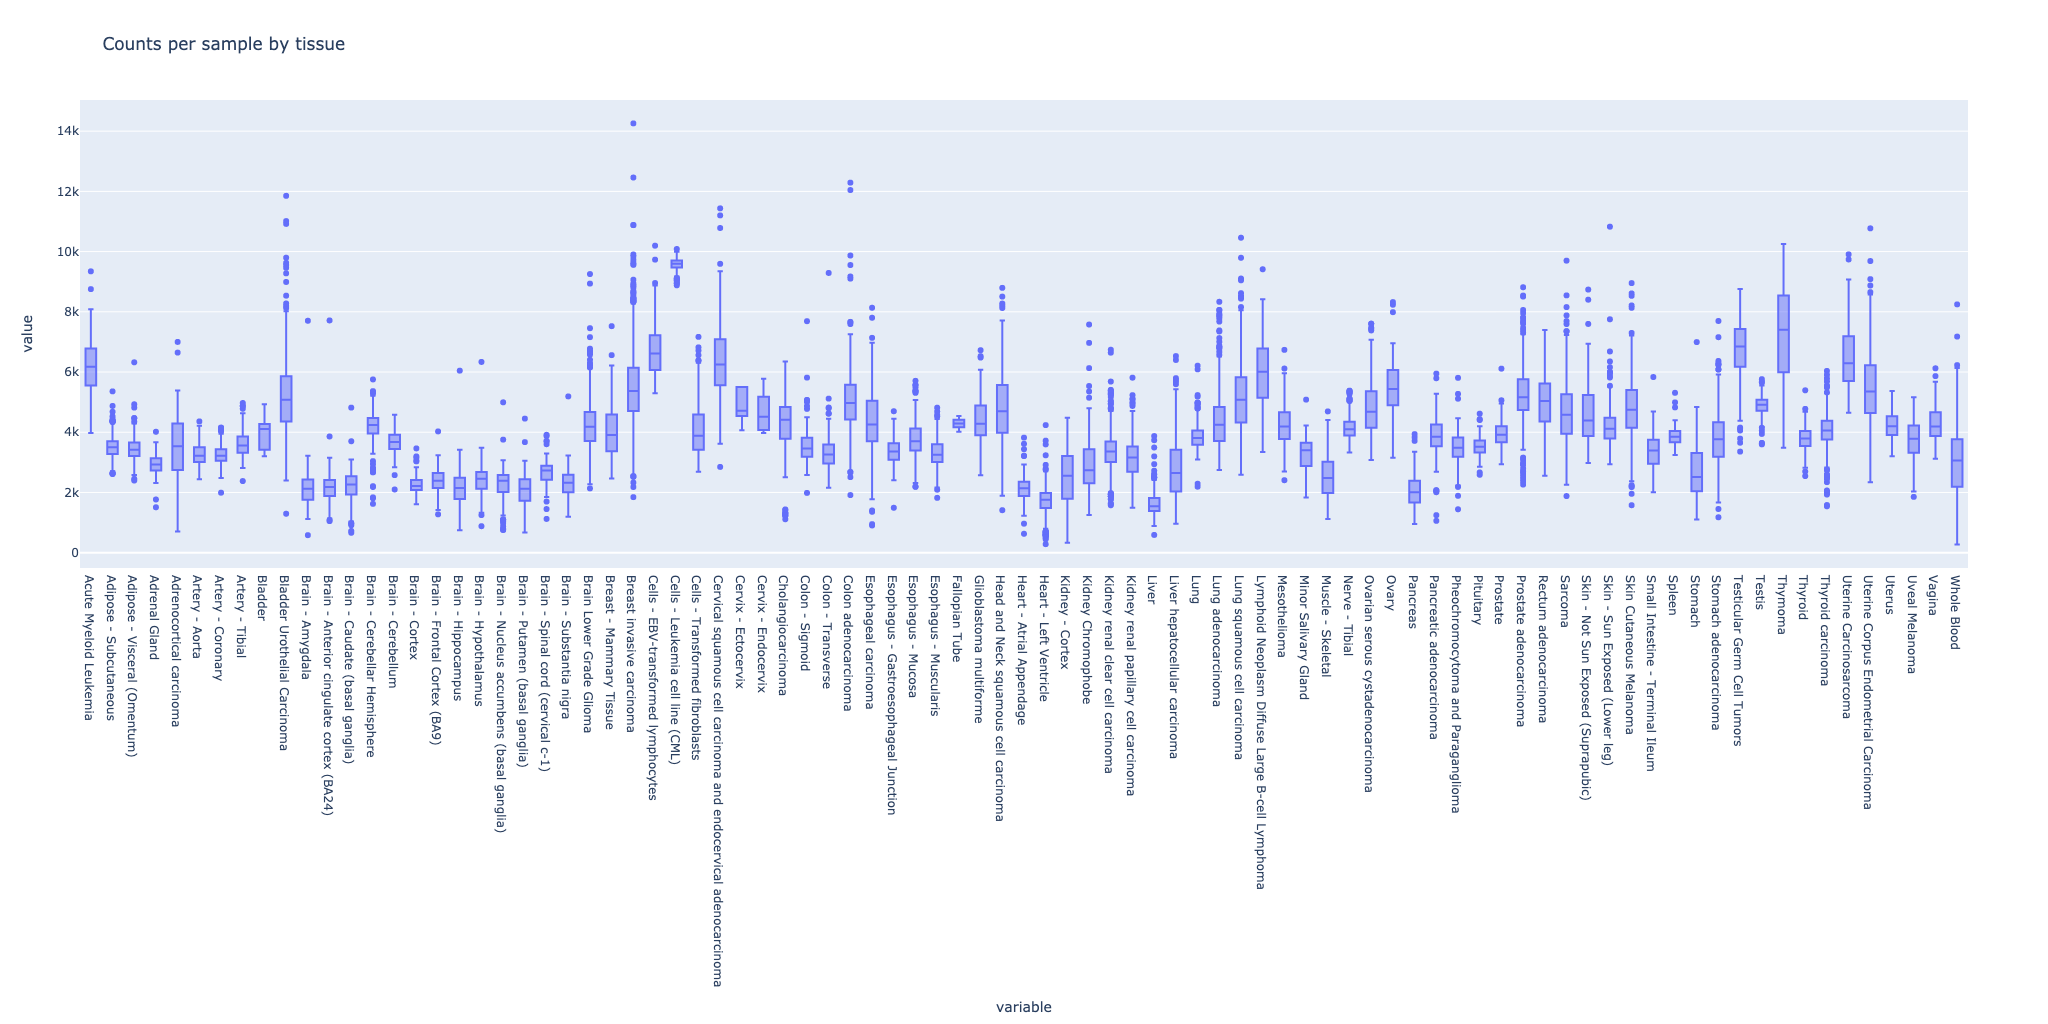 Counts per sample by tissue
14k
12k
10k
8k
6k
4k
2k
0
value
Acute Myeloid Leukemia
Adipose - Subcutaneous
Adipose - Visceral (Omentum)
Adrenal Gland
Adrenocortical carcinoma
Artery - Aorta
Artery - Coronary
Artery - Tibial
Bladder
Bladder Urothelial Carcinoma
Brain - Amygdala
Brain - Anterior cingulate cortex (BA24)
Brain - Caudate (basal ganglia)
Brain - Cerebellar Hemisphere
Brain - Cerebellum
Brain - Cortex
Brain - Frontal Cortex (BA9)
Brain - Hippocampus
Brain - Hypothalamus
Brain - Nucleus accumbens (basal ganglia)
Brain - Putamen (basal ganglia)
Brain - Spinal cord (cervical c-1)
Brain - Substantia nigra
Brain Lower Grade Glioma
Breast - Mammary Tissue
Breast invasive carcinoma
Cells - EBV-transformed lymphocytes
Cells - Leukemia cell line (CML)
Cells - Transformed fibroblasts
Cervical squamous cell carcinoma and endocervical adenocarcinoma
Cervix - Ectocervix
Cervix - Endocervix
Cholangiocarcinoma
Colon - Sigmoid
Colon - Transverse
Colon adenocarcinoma
Esophageal carcinoma
Esophagus - Gastroesophageal Junction
Esophagus - Mucosa
Esophagus - Muscularis
Fallopian Tube
Glioblastoma multiforme
Head and Neck squamous cell carcinoma
Heart - Atrial Appendage
Heart - Left Ventricle
Kidney - Cortex
Kidney Chromophobe
Kidney renal clear cell carcinoma
Kidney renal papillary cell carcinoma
Liver
Liver hepatocellular carcinoma
Lung
Lung adenocarcinoma
Lung squamous cell carcinoma
Lymphoid Neoplasm Diffuse Large B-cell Lymphoma
Mesothelioma
Minor Salivary Gland
Muscle - Skeletal
Nerve - Tibial
Ovarian serous cystadenocarcinoma
Ovary
Pancreas
Pancreatic adenocarcinoma
Pheochromocytoma and Paraganglioma
Pituitary
Prostate
Prostate adenocarcinoma
Rectum adenocarcinoma
Sarcoma
Skin - Not Sun Exposed (Suprapubic)
Skin - Sun Exposed (Lower leg)
Skin Cutaneous Melanoma
Small Intestine - Terminal Ileum
Spleen
Stomach
Stomach adenocarcinoma
Testicular Germ Cell Tumors
Testis
Thymoma
Thyroid
Thyroid carcinoma
Uterine Carcinosarcoma
Uterine Corpus Endometrial Carcinoma
Uterus
Uveal Melanoma
Vagina
Whole Blood
variable